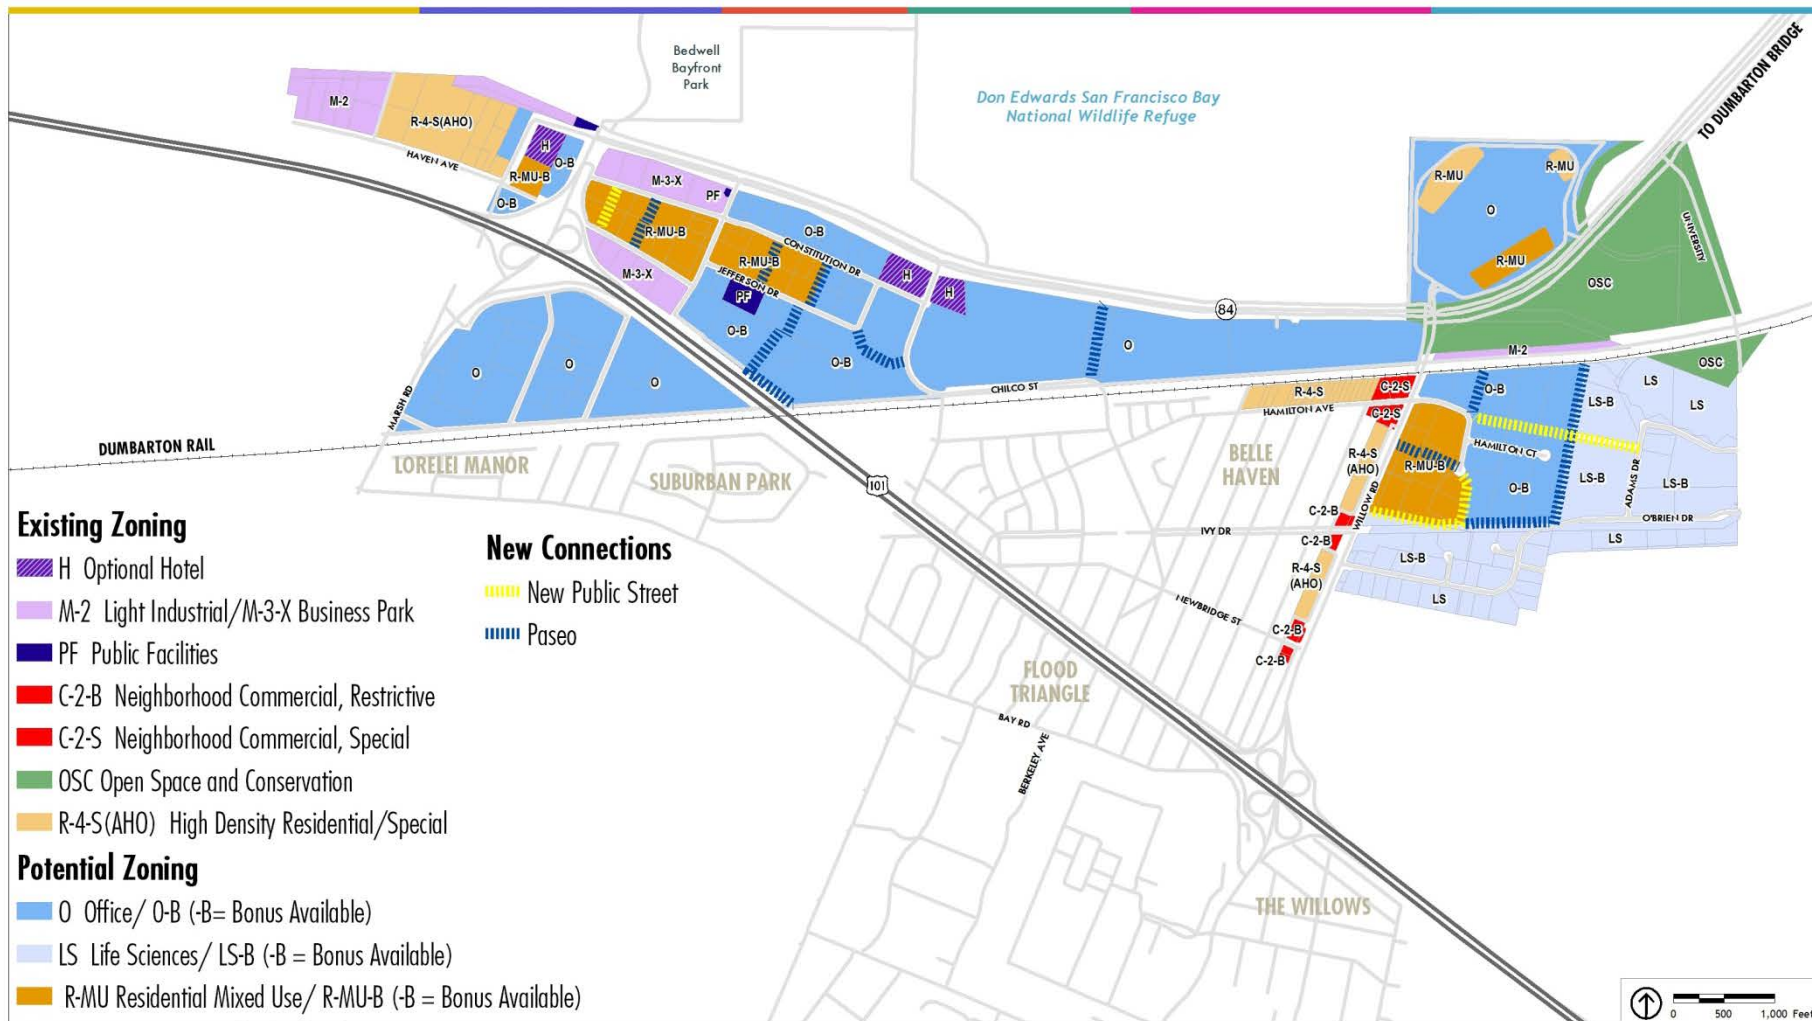 Bedwell
Bayfront
Park
Don Edwards San Francisco Bay
National Wildlife Refuge
TO DUMBARTON BRIDGE
M-2
R-4-S(AHO)
HAVEN AVE
H
O-B
R-MU-B
O-B
M-3-X
PF
R-MU-B
M-3-X
O-B
CONSTITUTION DR
R-MU-B
JEFFERSON DR
PF
H
H
O-B
O-B
O
84
R-MU
R-MU
O
R-MU
UNIVERSITY
OSC
M-2
OSC
O
O
O
MARSH RD
CHILCO ST
DUMBARTON RAIL
LORELEI MANOR
SUBURBAN PARK
101
R-4-S
HAMILTON AVE
C-2-S
C-2-S
BELLE
HAVEN
R-4-S
(AHO)
R-MU-B
WILLOW RD
O-B
HAMILTON CT
O-B
LS-B
LS
LS
LS-B
ADAMS DR
LS-B
O'BRIEN DR
LS
LS-B
LS
C-2-B
C-2-B
IVY DR
R-4-S
(AHO)
NEWBRIDGE ST
C-2-B
C-2-B
FLOOD
TRIANGLE
BAY RD
BERKELEY AVE
THE WILLOWS
Existing Zoning
H Optional Hotel
M-2 Light Industrial/M-3-X Business Park
PF Public Facilities
C-2-B Neighborhood Commercial, Restrictive
C-2-S Neighborhood Commercial, Special
OSC Open Space and Conservation
R-4-S(AHO) High Density Residential/Special
Potential Zoning
O Office/ O-B (-B= Bonus Available)
LS Life Sciences/ LS-B (-B = Bonus Available)
R-MU Residential Mixed Use/ R-MU-B (-B = Bonus Available)
New Connections
New Public Street
Paseo
0 500 1,000 Feet